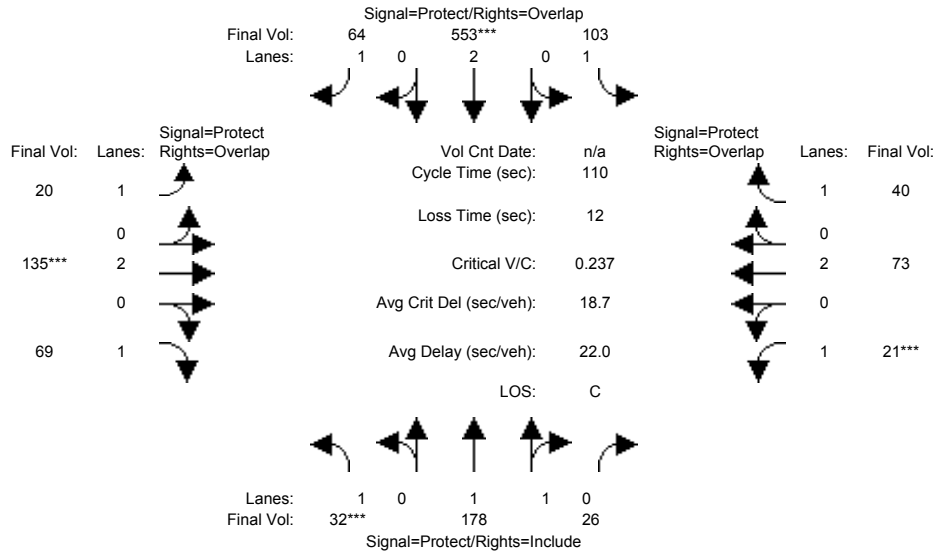 Signal=Protect/Rights=Overlap
Final Vol: 64 553*** 103
Lanes: 1 0 2 0 1
Signal=Protect
Final Vol: Lanes: Rights=Overlap
Vol Cnt Date: n/a
Signal=Protect
Rights=Overlap Lanes: Final Vol:
Cycle Time (sec): 110
20 1
1 40
Loss Time (sec): 12
0
0
135*** 2
Critical V/C: 0.237
2 73
0
Avg Crit Del (sec/veh): 18.7
0
69 1
Avg Delay (sec/veh): 22.0
1 21***
LOS: C
Lanes: 1 0 1 1 0
Final Vol: 32*** 178 26
Signal=Protect/Rights=Include